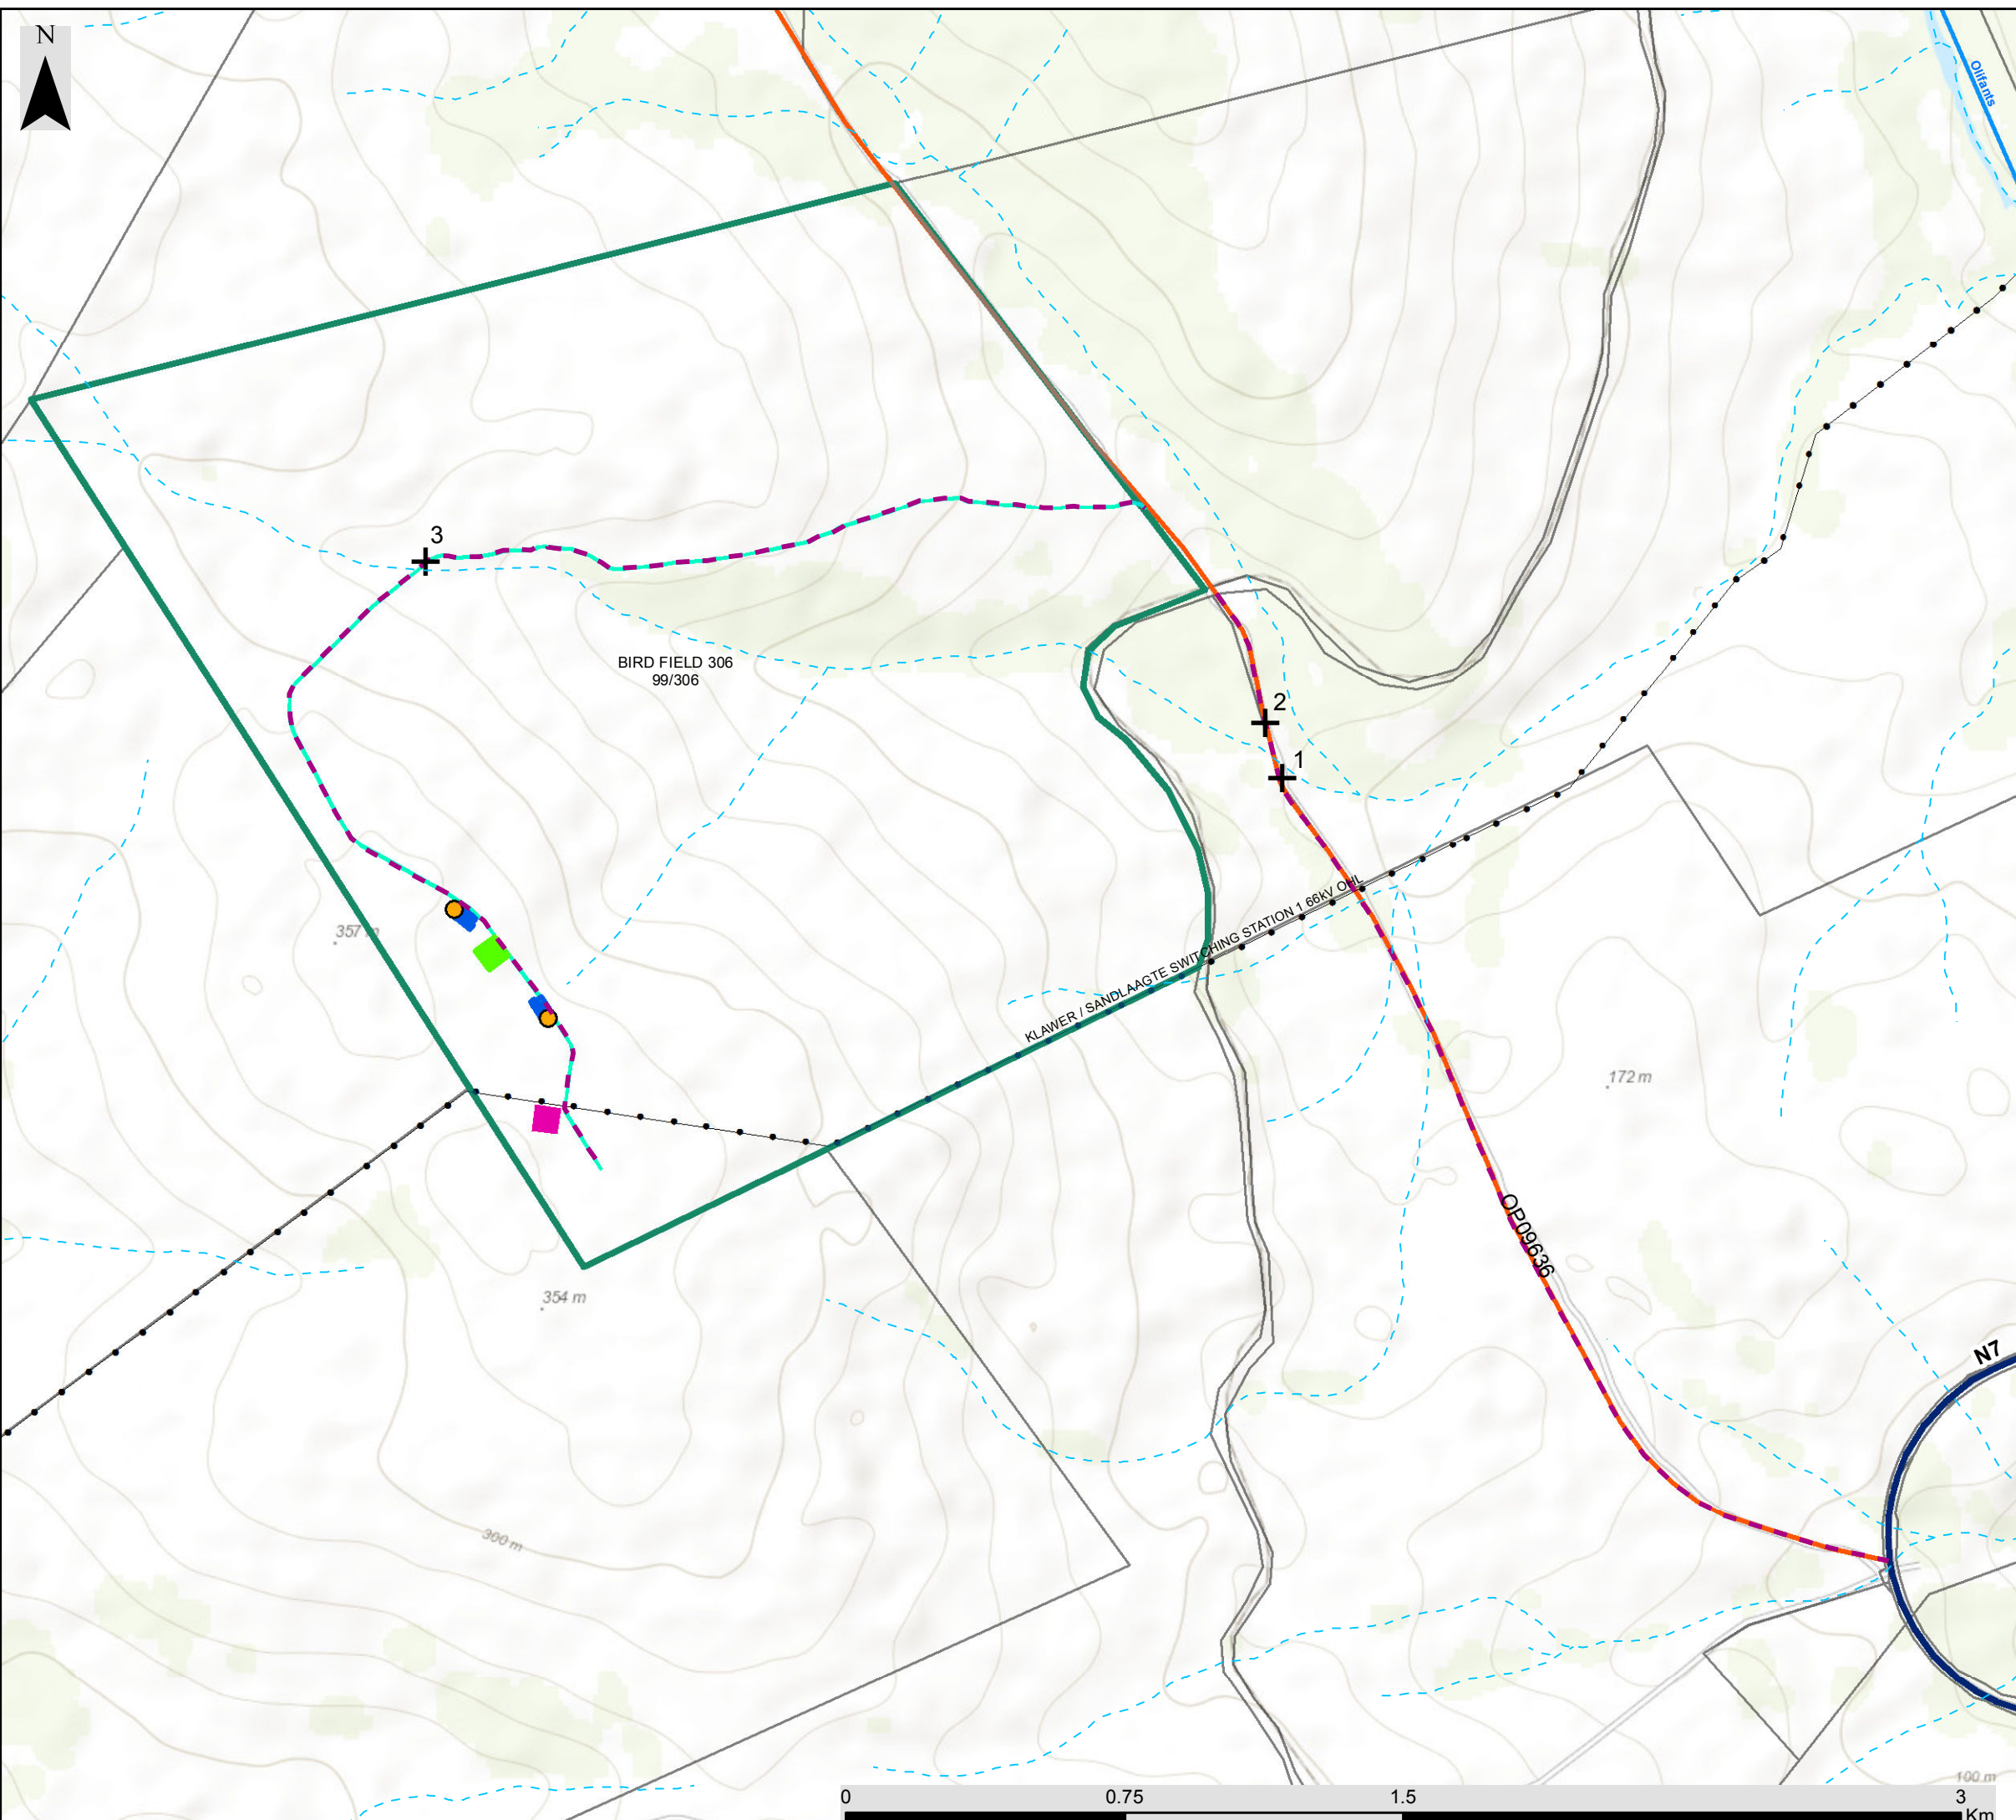 N
Olifants
3
BIRD FIELD 306
99/306
2
1
KLAWER / SANDLAAGTE SWITCHING STATION 1 66kV OHL
357 m
172 m
OP09636
354 m
N7
300 m
100 m
0 0.75 1.5 3
Km